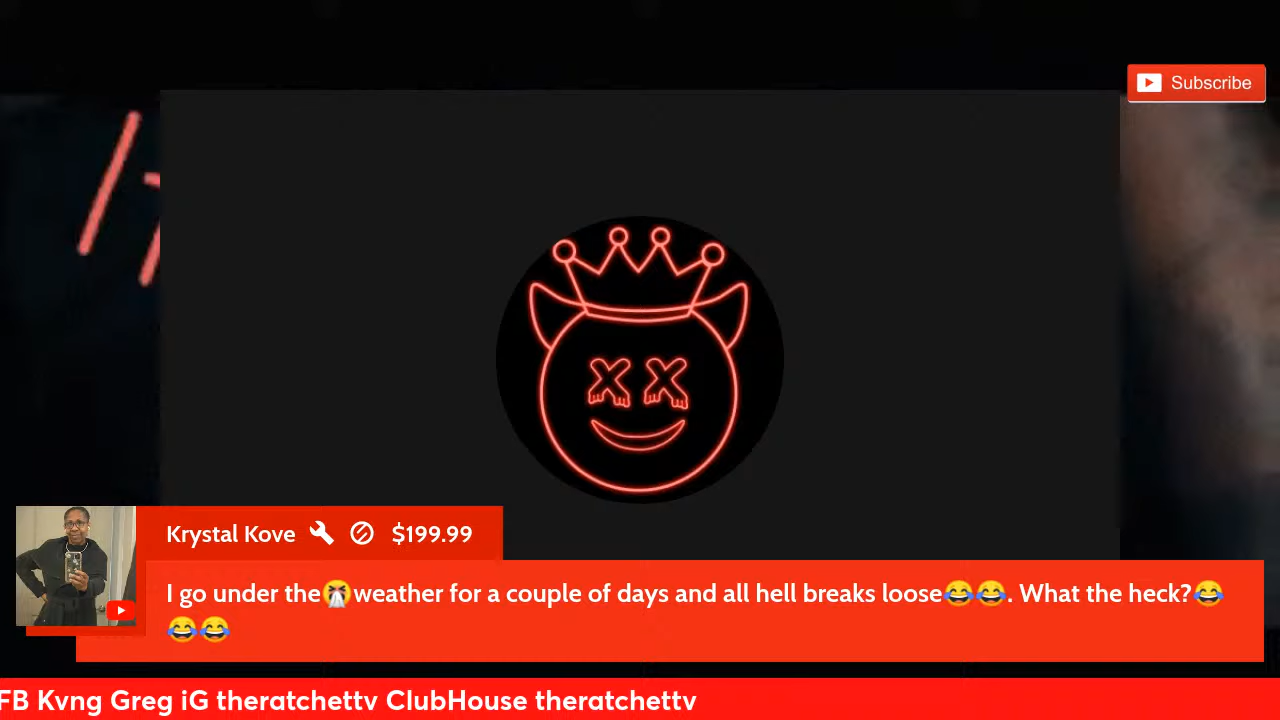 Subscribe
Krystal Kove $199.99
I go under the🤧weather for a couple of days and all hell breaks loose😂😂. What the heck?😂
😂😂
FB Kvng Greg iG theratchettv ClubHouse theratchettv